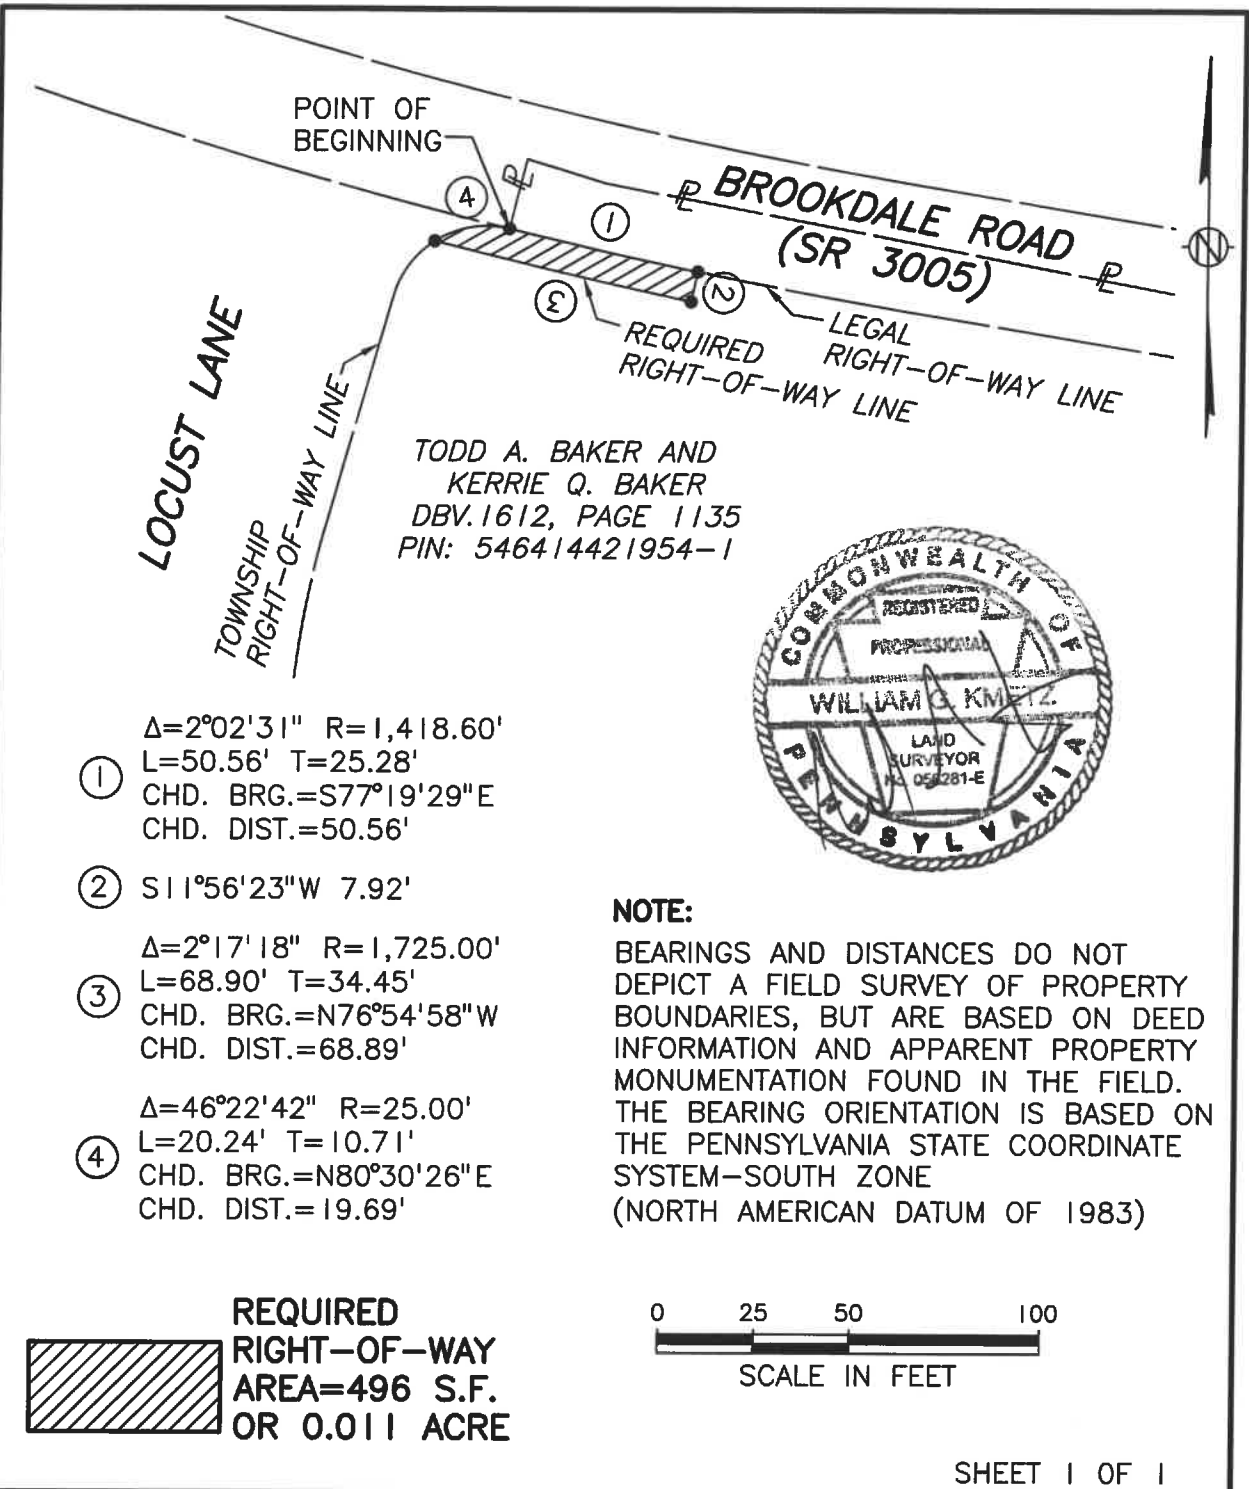 POINT OF
BEGINNING
④
℄
①
℄
BROOKDALE ROAD
(SR 3005)
℄
N
②
③
REQUIRED
RIGHT-OF-WAY LINE
LEGAL
RIGHT-OF-WAY LINE
LOCUST LANE
TOWNSHIP
RIGHT-OF-WAY LINE
TODD A. BAKER AND
KERRIE Q. BAKER
DBV.1612, PAGE 1135
PIN: 546414421954-1
COMMONWEALTH OF
REGISTERED
PROFESSIONAL
WILLIAM G. KMETZ
LAND
SURVEYOR
No 056281-E
PENNSYLVANIA
①
Δ=2°02'31" R=1,418.60'
L=50.56' T=25.28'
CHD. BRG.=S77°19'29"E
CHD. DIST.=50.56'
② S11°56'23"W 7.92'
③
Δ=2°17'18" R=1,725.00'
L=68.90' T=34.45'
CHD. BRG.=N76°54'58"W
CHD. DIST.=68.89'
④
Δ=46°22'42" R=25.00'
L=20.24' T=10.71'
CHD. BRG.=N80°30'26"E
CHD. DIST.=19.69'
NOTE:
BEARINGS AND DISTANCES DO NOT
DEPICT A FIELD SURVEY OF PROPERTY
BOUNDARIES, BUT ARE BASED ON DEED
INFORMATION AND APPARENT PROPERTY
MONUMENTATION FOUND IN THE FIELD.
THE BEARING ORIENTATION IS BASED ON
THE PENNSYLVANIA STATE COORDINATE
SYSTEM-SOUTH ZONE
(NORTH AMERICAN DATUM OF 1983)
REQUIRED
RIGHT-OF-WAY
AREA=496 S.F.
OR 0.011 ACRE
0 25 50 100
SCALE IN FEET
SHEET 1 OF 1